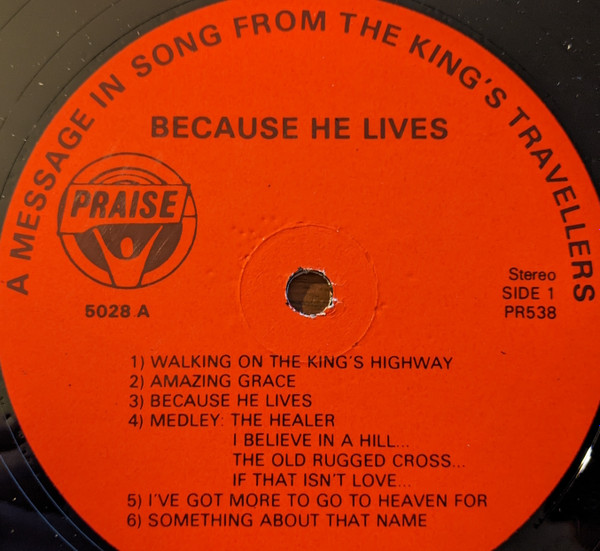 A MESSAGE IN SONG FROM THE KING'S TRAVELLERS
BECAUSE HE LIVES
PRAISE
5028 A
Stereo
SIDE 1
PR538
1) WALKING ON THE KING'S HIGHWAY
2) AMAZING GRACE
3) BECAUSE HE LIVES
4) MEDLEY: THE HEALER
I BELIEVE IN A HILL...
THE OLD RUGGED CROSS...
IF THAT ISN'T LOVE...
5) I'VE GOT MORE TO GO TO HEAVEN FOR
6) SOMETHING ABOUT THAT NAME